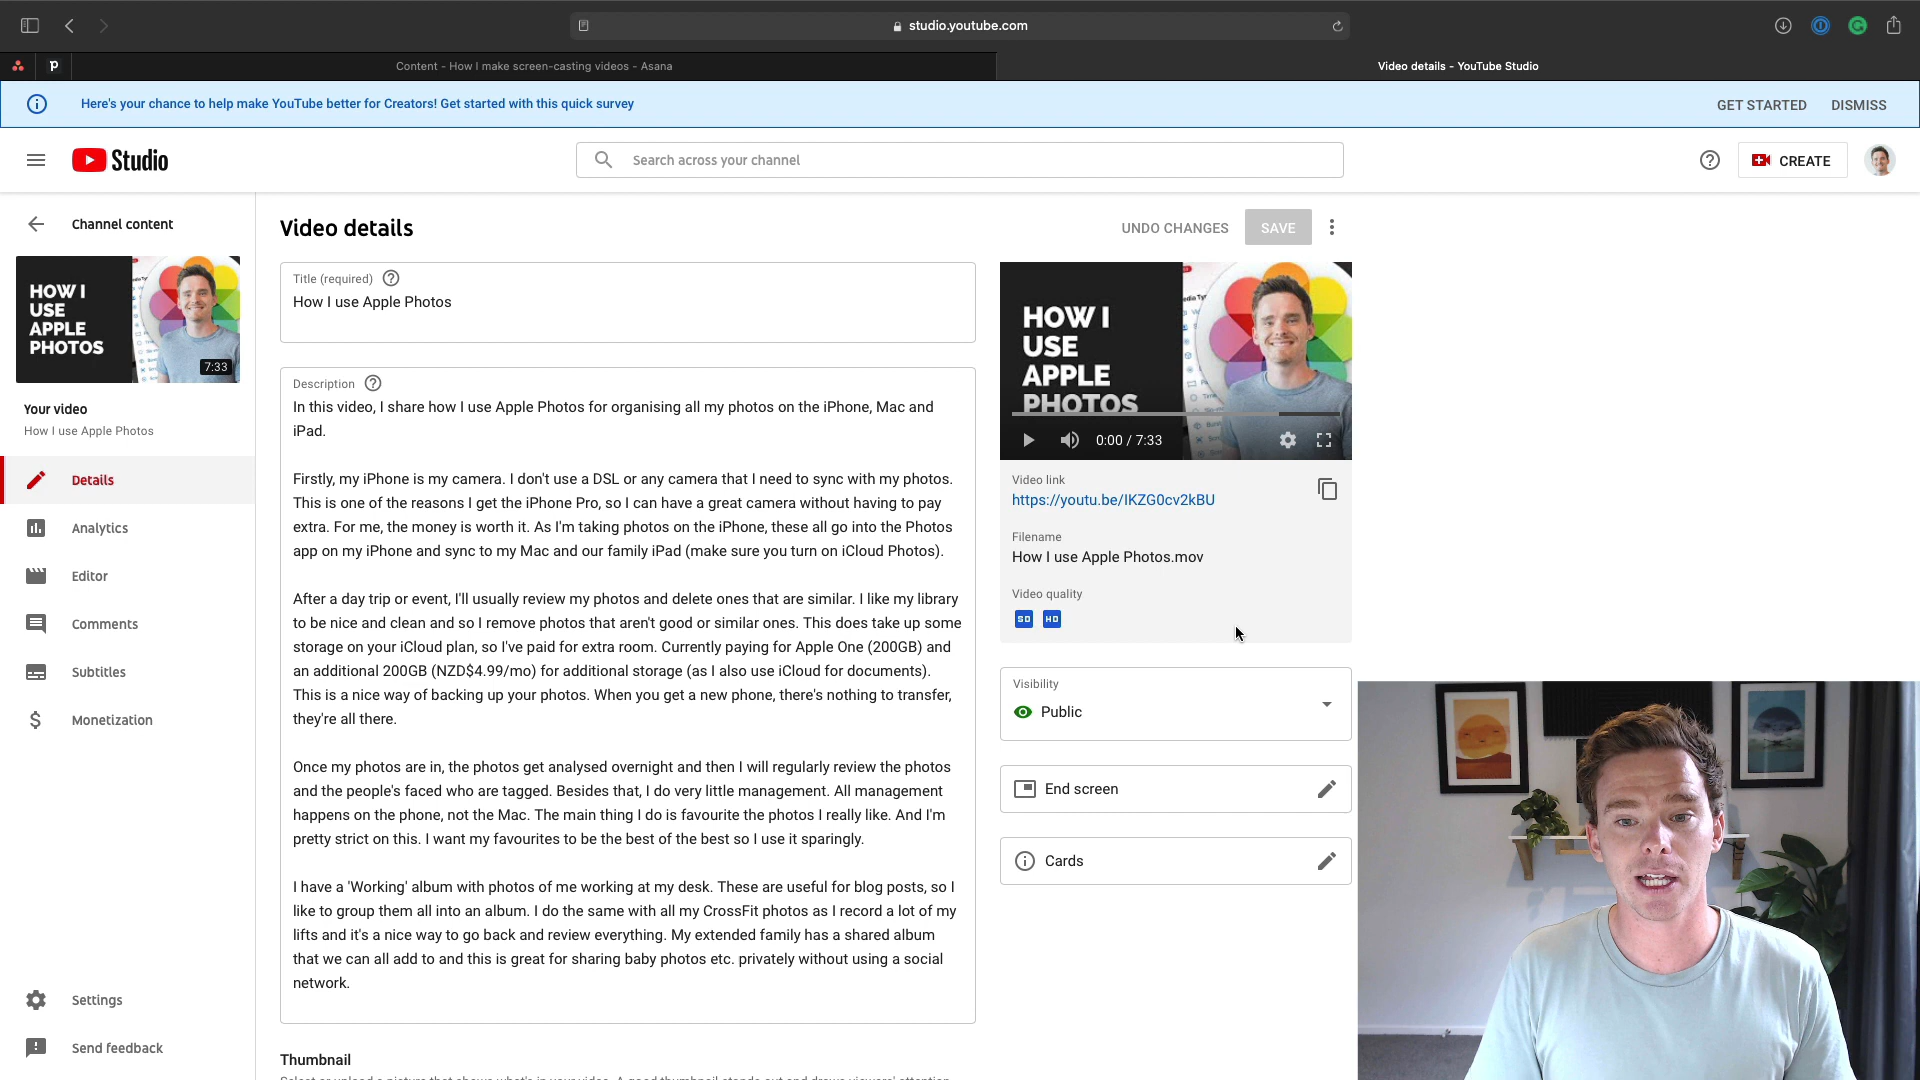 studio.youtube.com
Content - How I make screen-casting videos - Asana
Video details - YouTube Studio
Here's your chance to help make YouTube better for Creators! Get started with this quick survey
GET STARTED
DISMISS
Studio
Search across your channel
CREATE
Channel content
HOW I
USE
APPLE
PHOTOS
7:33
Your video
How I use Apple Photos
Details
Analytics
Editor
Comments
Subtitles
Monetization
Settings
Send feedback
Video details
UNDO CHANGES
SAVE
Title (required)
How I use Apple Photos
Description
In this video, I share how I use Apple Photos for organising all my photos on the iPhone, Mac and
iPad.
Firstly, my iPhone is my camera. I don't use a DSL or any camera that I need to sync with my photos.
This is one of the reasons I get the iPhone Pro, so I can have a great camera without having to pay
extra. For me, the money is worth it. As I'm taking photos on the iPhone, these all go into the Photos
app on my iPhone and sync to my Mac and our family iPad (make sure you turn on iCloud Photos).
After a day trip or event, I'll usually review my photos and delete ones that are similar. I like my library
to be nice and clean and so I remove photos that aren't good or similar ones. This does take up some
storage on your iCloud plan, so I've paid for extra room. Currently paying for Apple One (200GB) and
an additional 200GB (NZD$4.99/mo) for additional storage (as I also use iCloud for documents).
This is a nice way of backing up your photos. When you get a new phone, there's nothing to transfer,
they're all there.
Once my photos are in, the photos get analysed overnight and then I will regularly review the photos
and the people's faced who are tagged. Besides that, I do very little management. All management
happens on the phone, not the Mac. The main thing I do is favourite the photos I really like. And I'm
pretty strict on this. I want my favourites to be the best of the best so I use it sparingly.
I have a 'Working' album with photos of me working at my desk. These are useful for blog posts, so I
like to group them all into an album. I do the same with all my CrossFit photos as I record a lot of my
lifts and it's a nice way to go back and review everything. My extended family has a shared album
that we can all add to and this is great for sharing baby photos etc. privately without using a social
network.
Thumbnail
HOW I
USE
APPLE
PHOTOS
0:00 / 7:33
Video link
https://youtu.be/IKZG0cv2kBU
Filename
How I use Apple Photos.mov
Video quality
SD HD
Visibility
Public
End screen
Cards